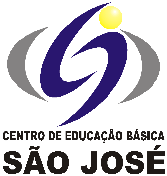 CENTRO DE EDUCAÇÃO BÁSICA
SÃO JOSÉ